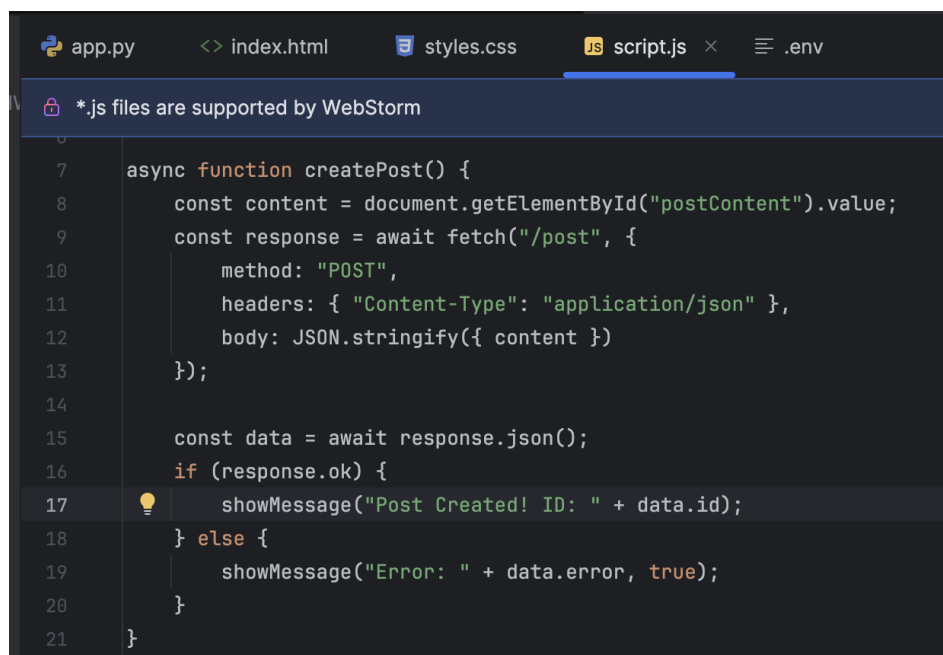 app.py index.html styles.css JS script.js × .env
*.js files are supported by WebStorm
6
7 async function createPost() {
8 const content = document.getElementById("postContent").value;
9 const response = await fetch("/post", {
10 method: "POST",
11 headers: { "Content-Type": "application/json" },
12 body: JSON.stringify({ content })
13 });
14
15 const data = await response.json();
16 if (response.ok) {
17 showMessage("Post Created! ID: " + data.id);
18 } else {
19 showMessage("Error: " + data.error, true);
20 }
21 }